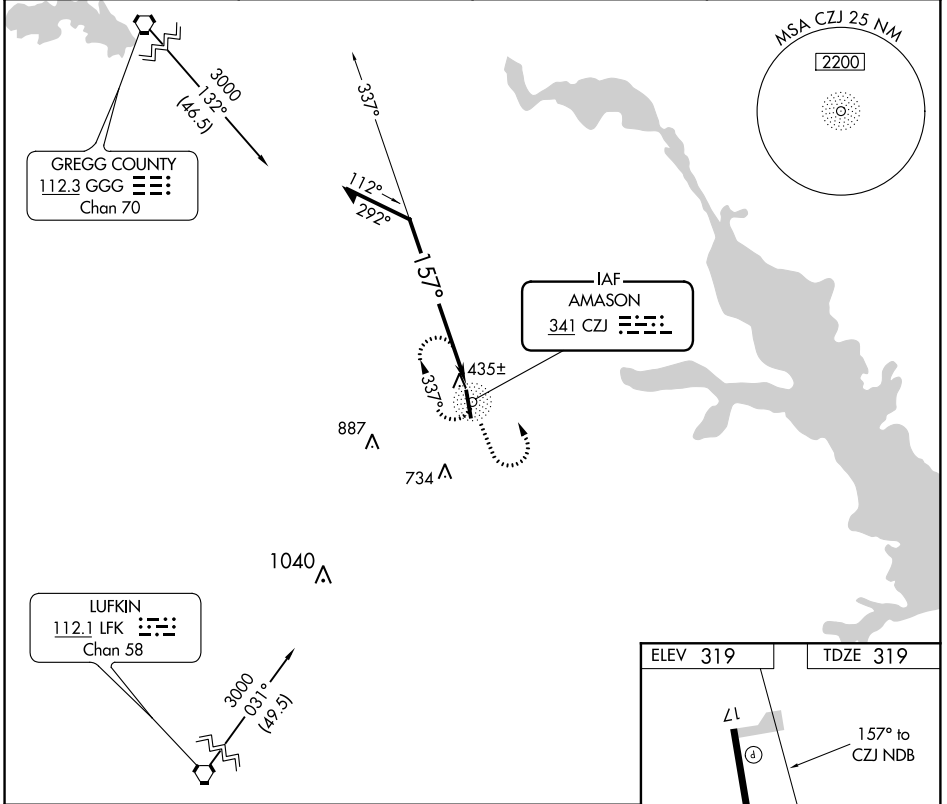 MSA CZJ 25 NM
2200
3000
132°
(46.5)
337°
GREGG COUNTY
112.3 GGG
Chan 70
112°
292°
157°
IAF
AMASON
341 CZJ
435±
337°
887
734
1040
LUFKIN
112.1 LFK
Chan 58
3000
031°
(49.5)
ELEV 319
TDZE 319
17
P
157° to
CZJ NDB